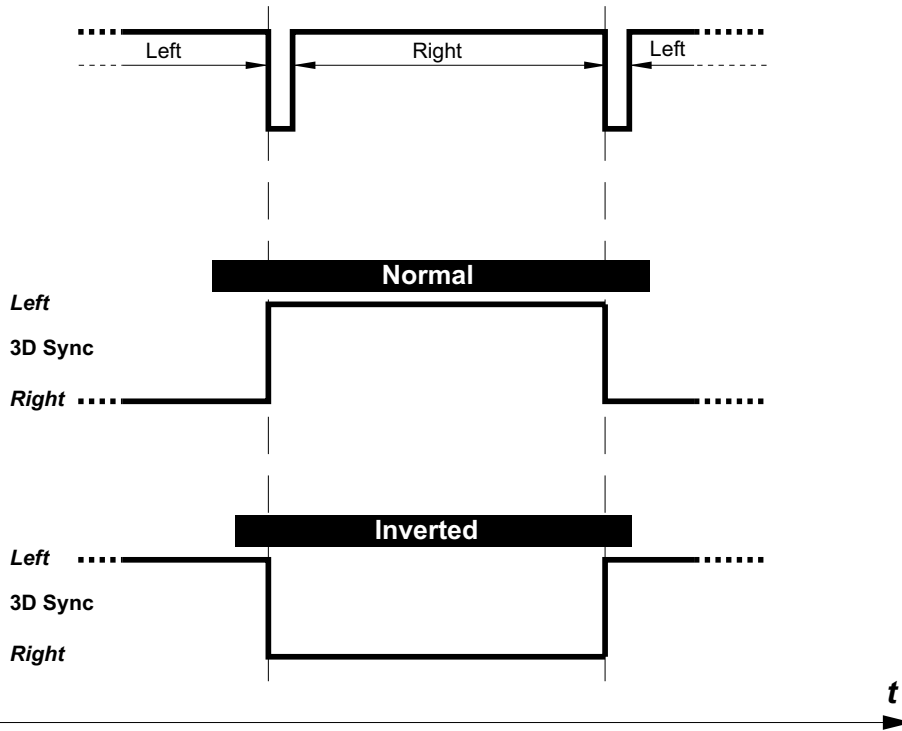 Left Right Left
Normal
Left
3D Sync
Right
Inverted
Left
3D Sync
Right
t